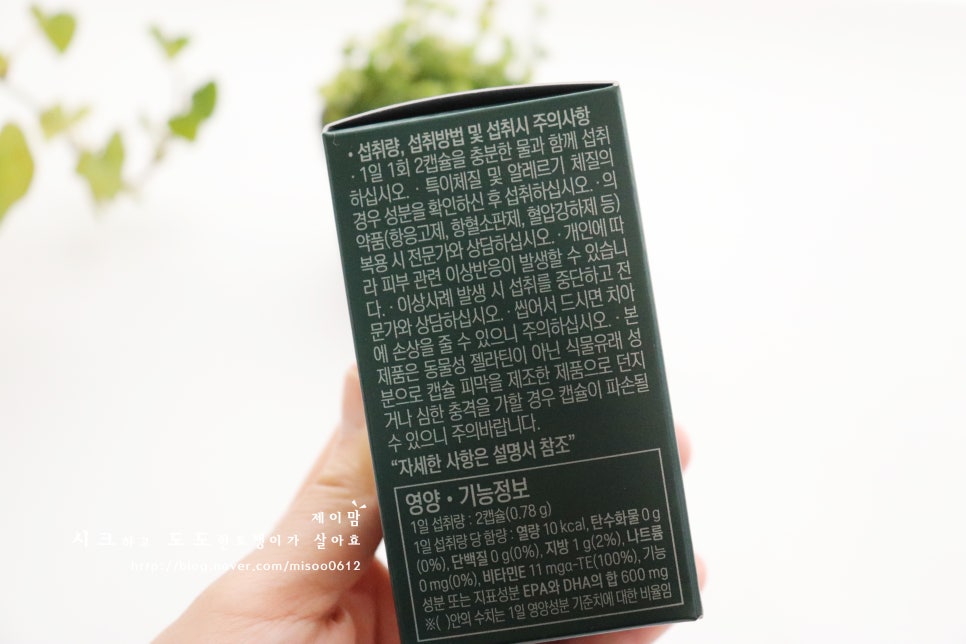 · 섭취량, 섭취방법 및 섭취시 주의사항
· 1일 1회 2캡슐을 충분한 물과 함께 섭취
하십시오. · 특이체질 및 알레르기 체질의
경우 성분을 확인하신 후 섭취하십시오. · 의
약품(항응고제, 항혈소판제, 혈압강하제 등)
복용 시 전문가와 상담하십시오. · 개인에 따
라 피부 관련 이상반응이 발생할 수 있습니
다. · 이상사례 발생 시 섭취를 중단하고 전
문가와 상담하십시오. · 씹어서 드시면 치아
에 손상을 줄 수 있으니 주의하십시오. · 본
제품은 동물성 젤라틴이 아닌 식물유래 성
분으로 캡슐 피막을 제조한 제품으로 던지
거나 심한 충격을 가할 경우 캡슐이 파손될
수 있으니 주의바랍니다.
“자세한 사항은 설명서 참조”
영양 · 기능정보
1일 섭취량 : 2캡슐(0.78 g)
1일 섭취량 당 함량 : 열량 10 kcal, 탄수화물 0 g
(0%), 단백질 0 g(0%), 지방 1 g(2%), 나트륨
0 mg(0%), 비타민E 11 mgα-TE(100%), 기능
성분 또는 지표성분 EPA와 DHA의 합 600 mg
※( )안의 수치는 1일 영양성분 기준치에 대한 비율임
제이맘
시크하고 도도한도쟁이가 살아효
http://blog.naver.com/misoo0612